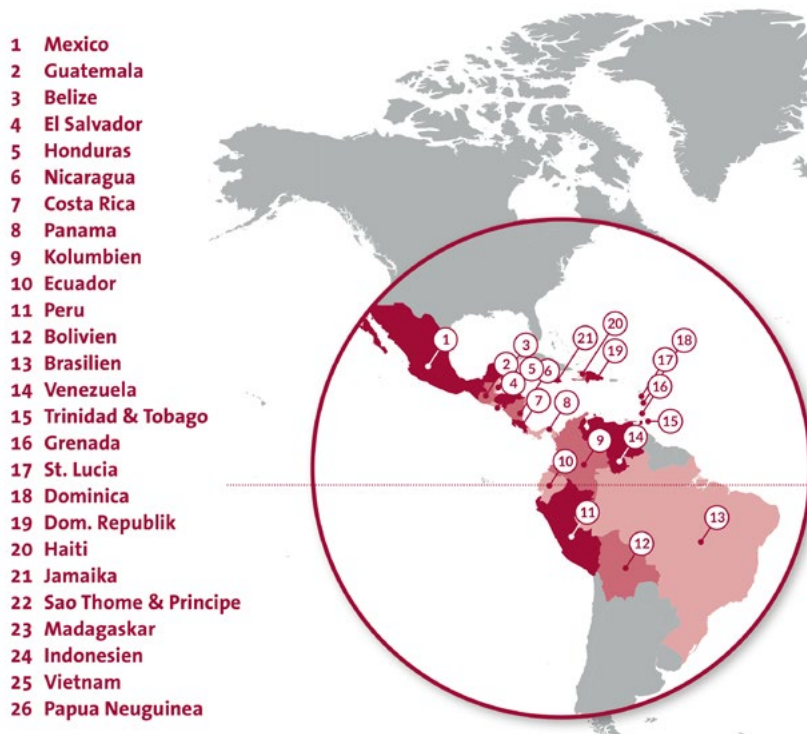 1 Mexico
2 Guatemala
3 Belize
4 El Salvador
5 Honduras
6 Nicaragua
7 Costa Rica
8 Panama
9 Kolumbien
10 Ecuador
11 Peru
12 Bolivien
13 Brasilien
14 Venezuela
15 Trinidad & Tobago
16 Grenada
17 St. Lucia
18 Dominica
19 Dom. Republik
20 Haiti
21 Jamaika
22 Sao Thome & Principe
23 Madagaskar
24 Indonesien
25 Vietnam
26 Papua Neuguinea
18
17
20
21
19
3
1
2
5
6
16
4
7
8
15
9
14
10
11
13
12